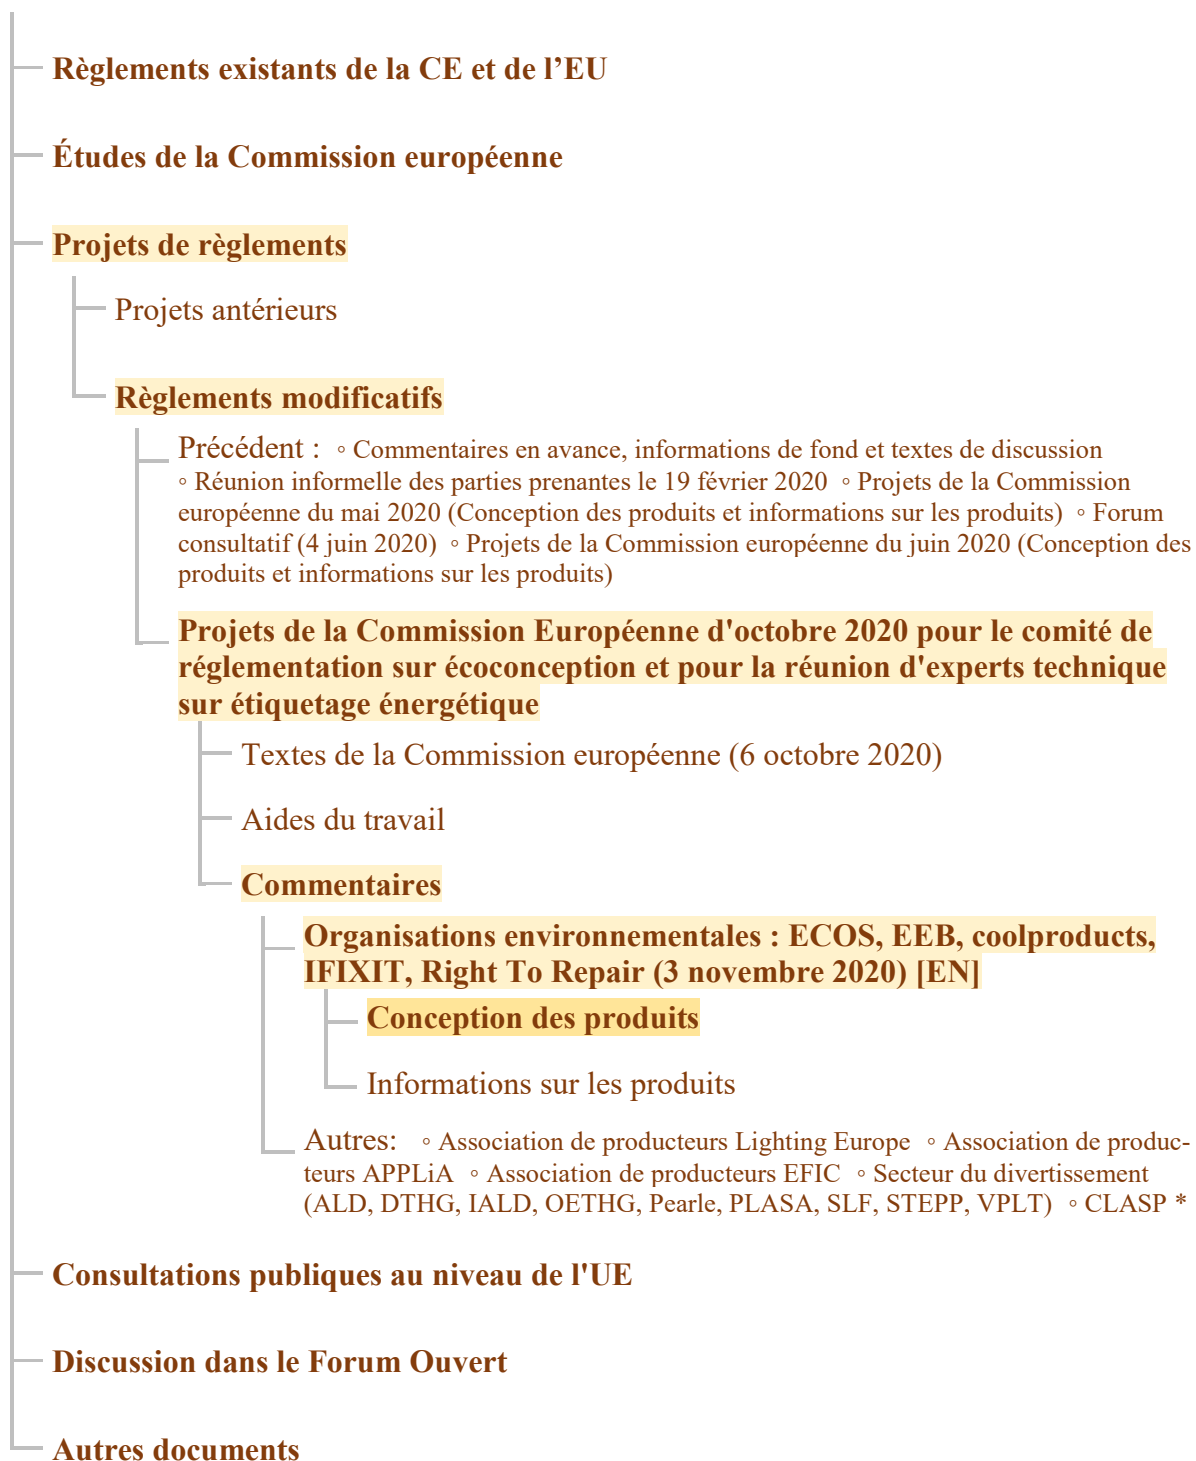 Règlements existants de la CE et de l’EU
Études de la Commission européenne
Projets de règlements
Projets antérieurs
Règlements modificatifs
Précédent : ◦ Commentaires en avance, informations de fond et textes de discussion
◦ Réunion informelle des parties prenantes le 19 février 2020 ◦ Projets de la Commission
européenne du mai 2020 (Conception des produits et informations sur les produits) ◦ Forum
consultatif (4 juin 2020) ◦ Projets de la Commission européenne du juin 2020 (Conception des
produits et informations sur les produits)
Projets de la Commission Européenne d'octobre 2020 pour le comité de
réglementation sur écoconception et pour la réunion d'experts technique
sur étiquetage énergétique
Textes de la Commission européenne (6 octobre 2020)
Aides du travail
Commentaires
Organisations environnementales : ECOS, EEB, coolproducts,
IFIXIT, Right To Repair (3 novembre 2020) [EN]
Conception des produits
Informations sur les produits
Autres: ◦ Association de producteurs Lighting Europe ◦ Association de produc-
teurs APPLiA ◦ Association de producteurs EFIC ◦ Secteur du divertissement
(ALD, DTHG, IALD, OETHG, Pearle, PLASA, SLF, STEPP, VPLT) ◦ CLASP *
Consultations publiques au niveau de l'UE
Discussion dans le Forum Ouvert
Autres documents